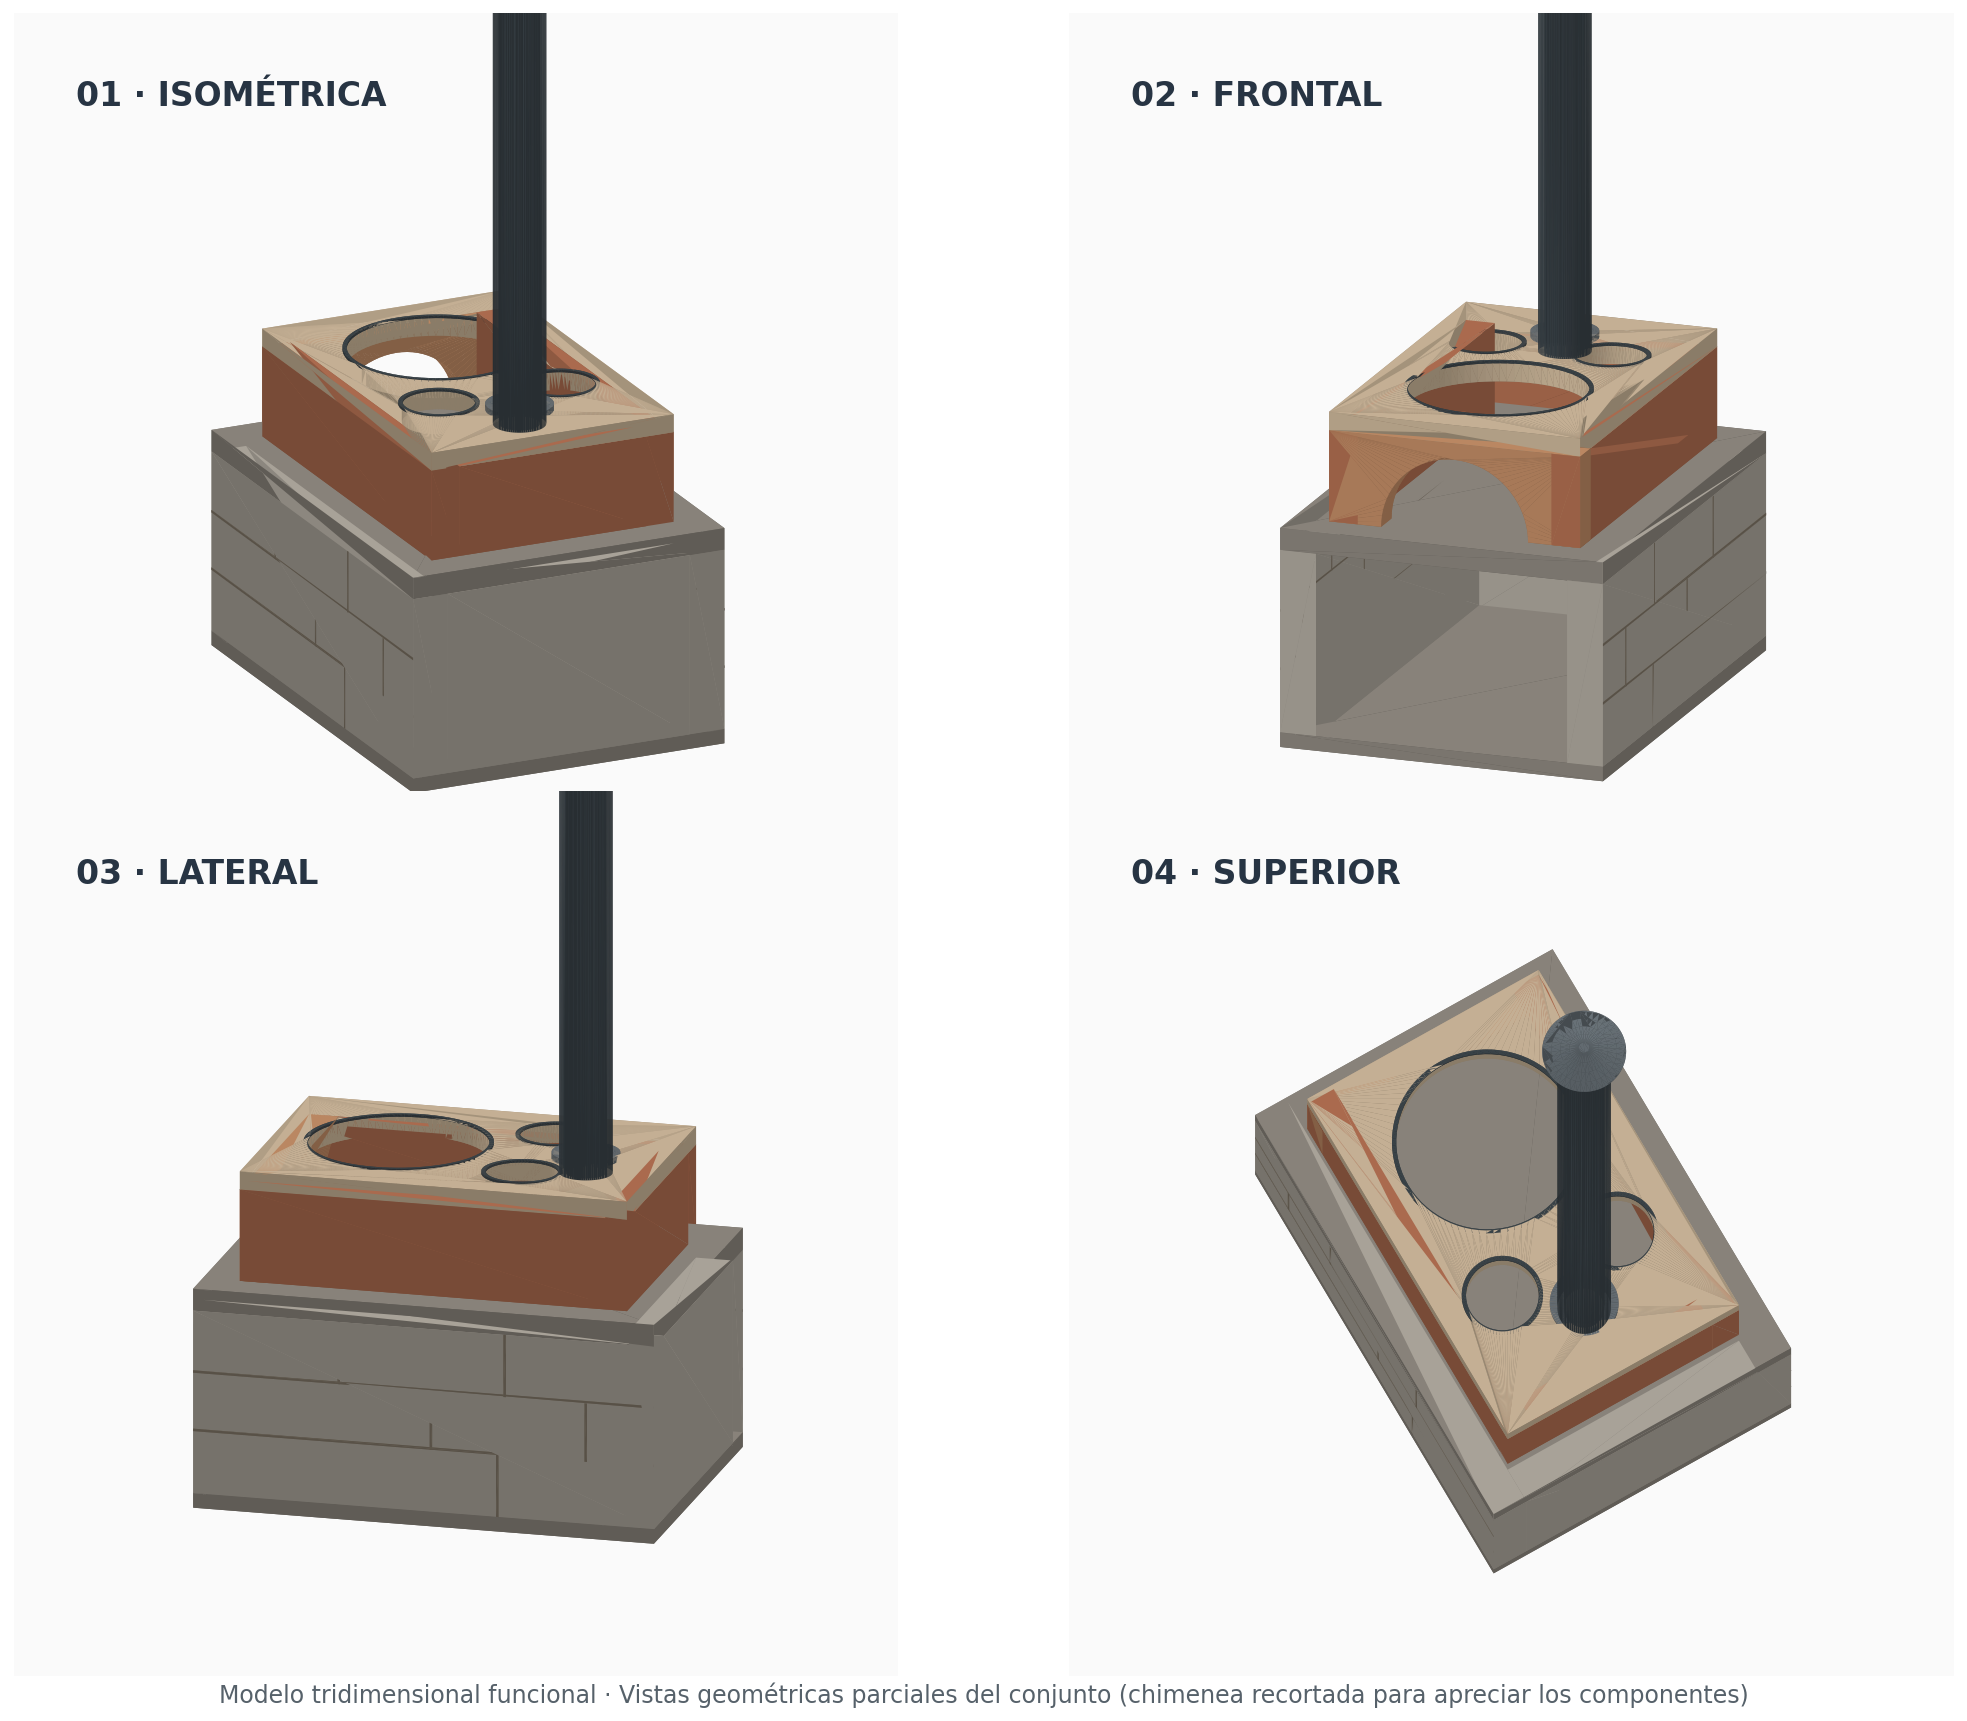 01 · ISOMÉTRICA
02 · FRONTAL
03 · LATERAL
04 · SUPERIOR
Modelo tridimensional funcional · Vistas geométricas parciales del conjunto (chimenea recortada para apreciar los componentes)